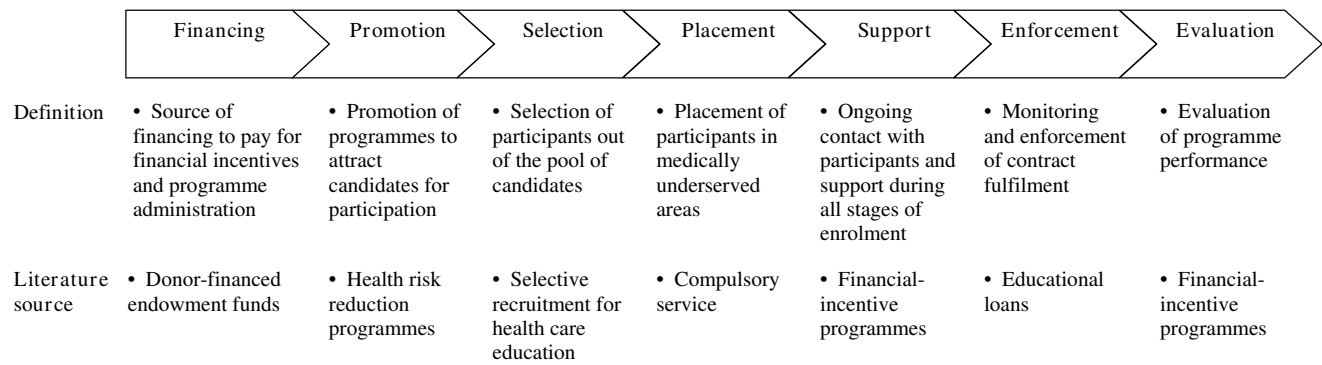 Financing
Promotion
Selection
Placement
Support
Enforcement
Evaluation
Definition
• Source of
financing to pay for
financial incentives
and programme
administration
• Promotion of
programmes to
attract
candidates for
participation
• Selection of
participants out
of the pool of
candidates
• Placement of
participants in
medically
underserved
areas
• Ongoing
contact with
participants and
support during
all stages of
enrolment
• Monitoring
and enforcement
of contract
fulfilment
• Evaluation
of programme
performance
Literature
source
• Donor-financed
endowment funds
• Health risk
reduction
programmes
• Selective
recruitment for
health care
education
• Compulsory
service
• Financial-
incentive
programmes
• Educational
loans
• Financial-
incentive
programmes